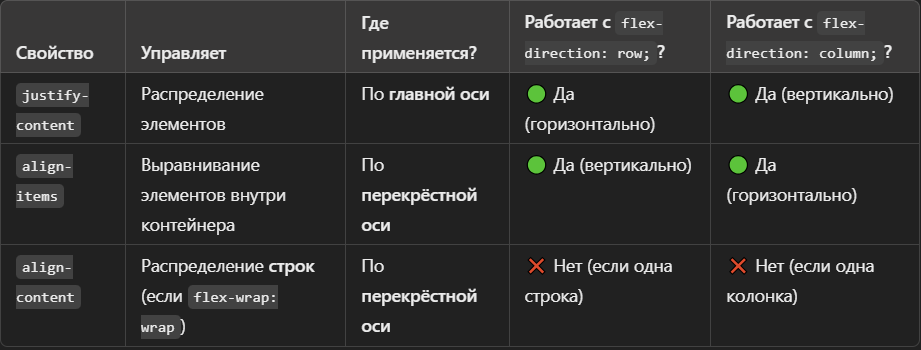 Свойство
Управляет
Где
применяется?
Работает с flex-
direction: row; ?
Работает с flex-
direction: column; ?
justify-
content
Распределение
элементов
По главной оси
Да
(горизонтально)
Да (вертикально)
align-
items
Выравнивание
элементов внутри
контейнера
По
перекрёстной
оси
Да (вертикально)
Да
(горизонтально)
align-
content
Распределение строк
(если flex-wrap:
wrap )
По
перекрёстной
оси
Нет (если одна
строка)
Нет (если одна
колонка)